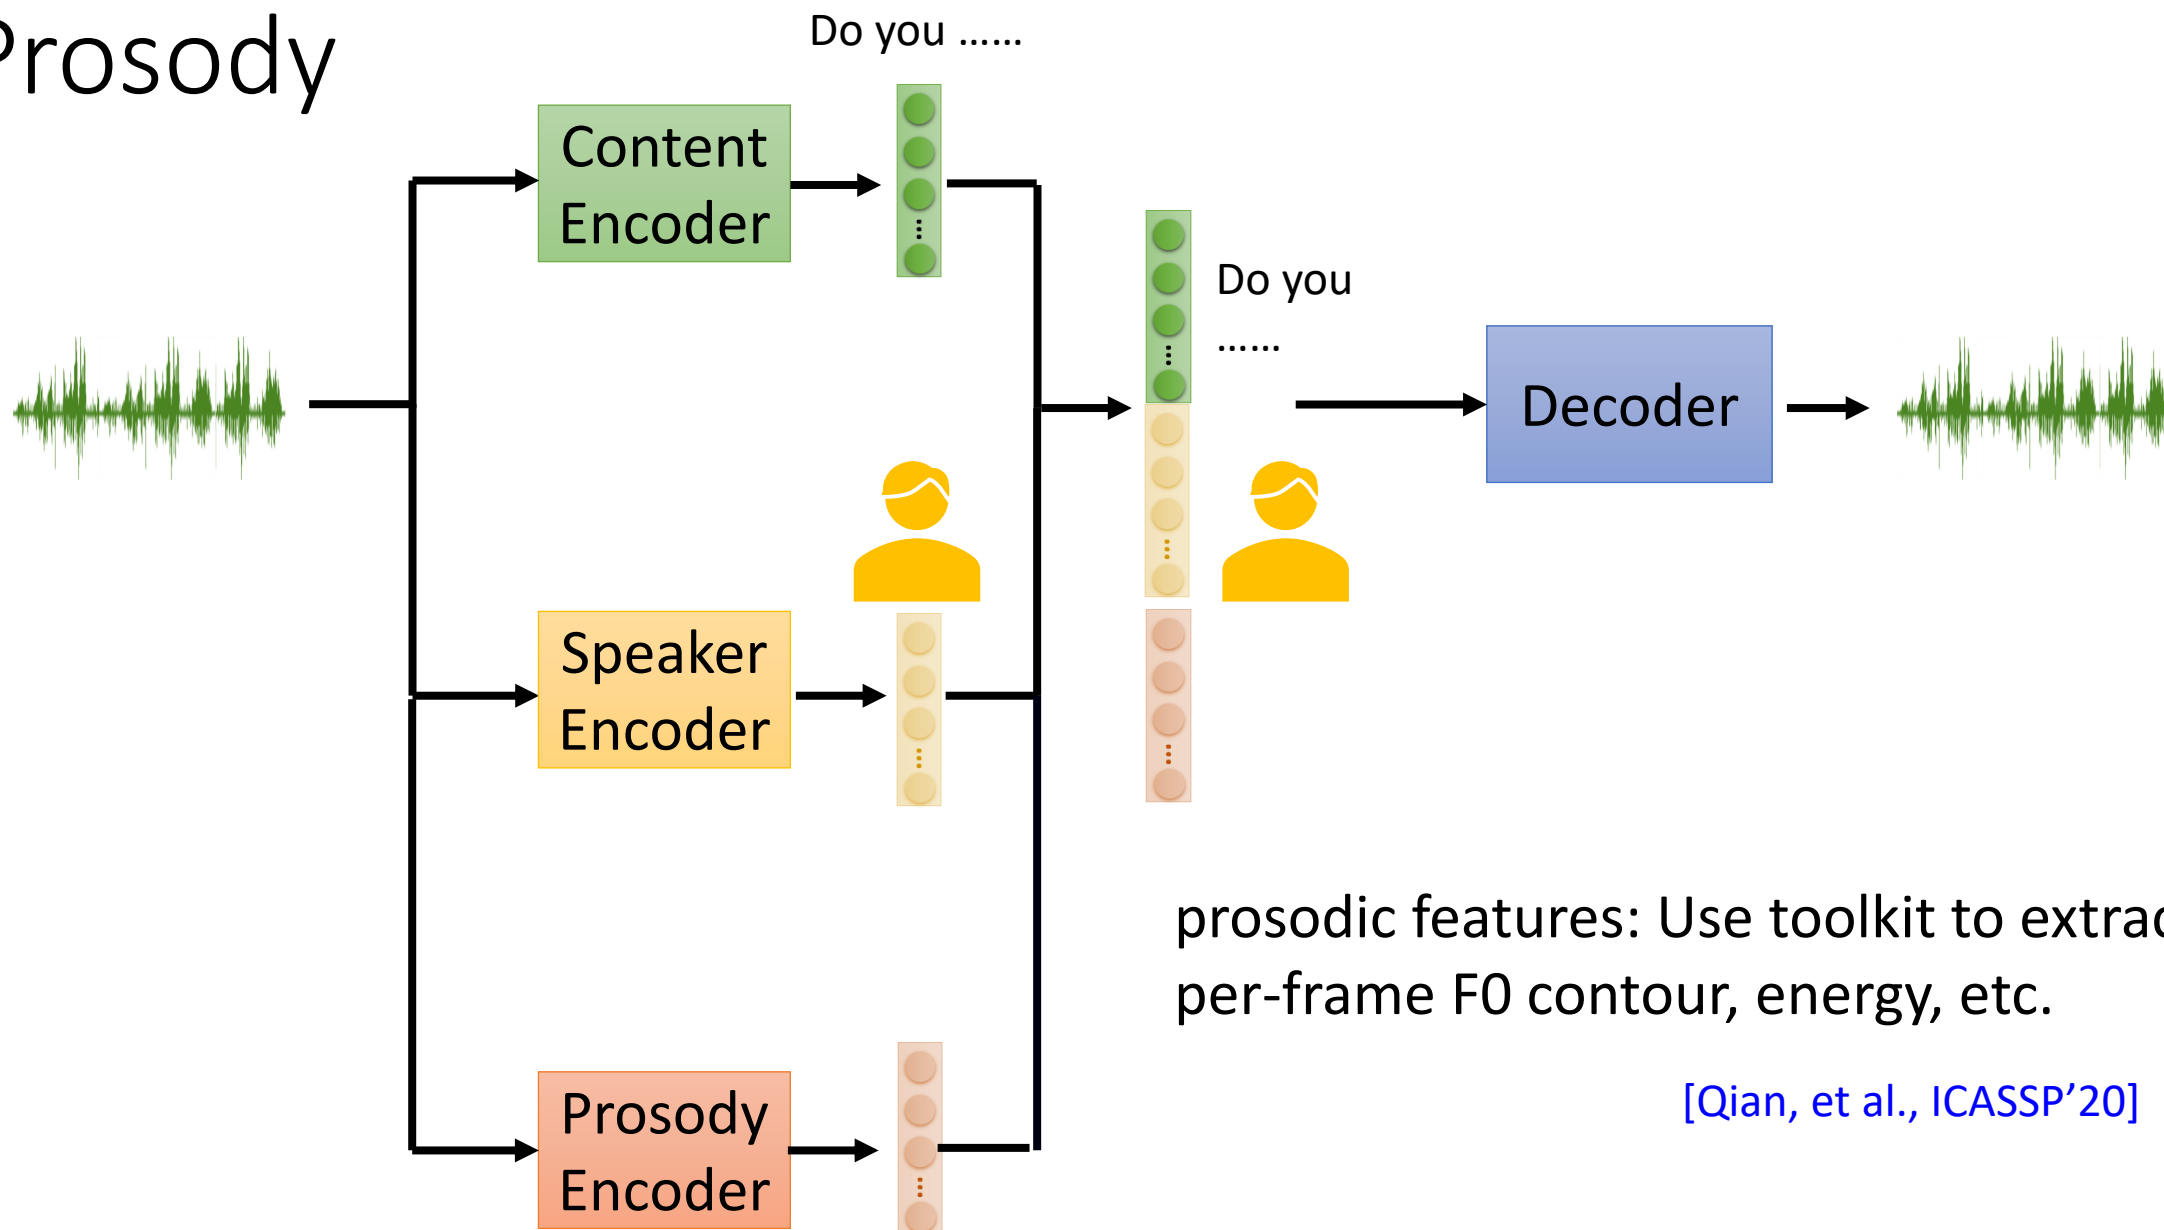 Prosody
Do you ......
Content
Encoder
Do you
......
Decoder
Speaker
Encoder
prosodic features: Use toolkit to extrac
per-frame F0 contour, energy, etc.
[Qian, et al., ICASSP’20]
Prosody
Encoder